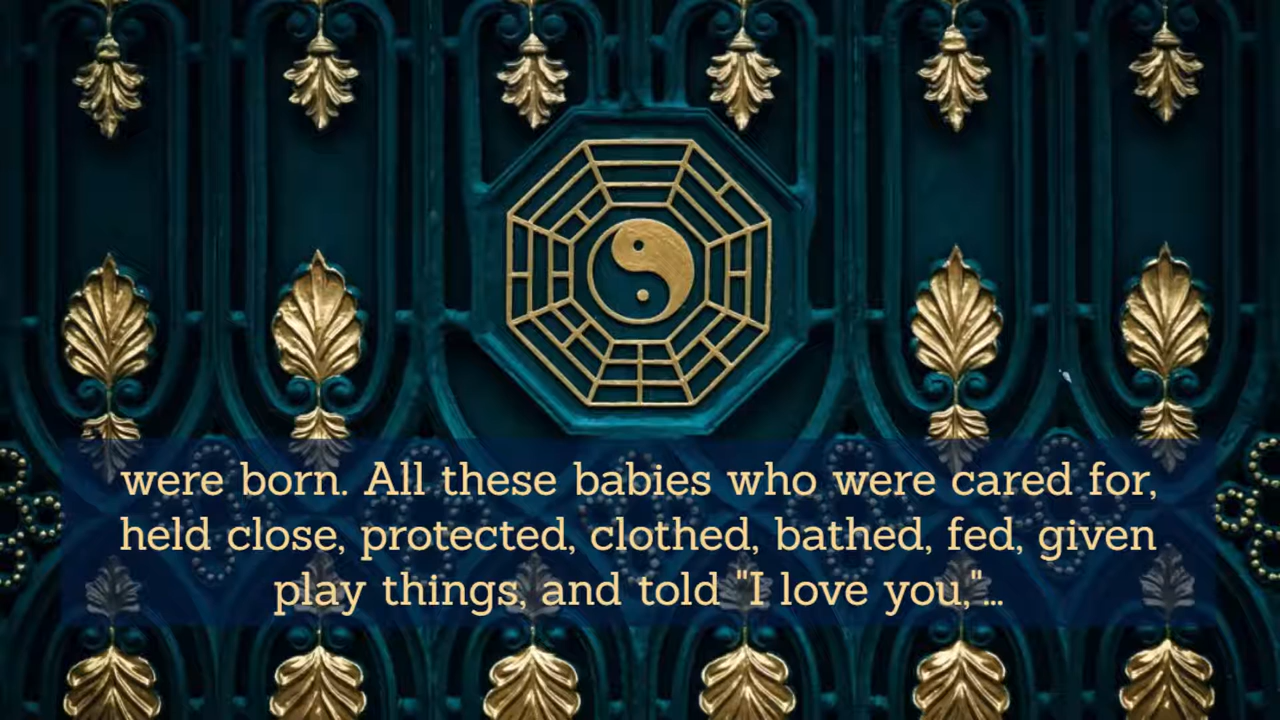 were born. All these babies who were cared for,
held close, protected, clothed, bathed, fed, given
play things, and told "I love you,"...